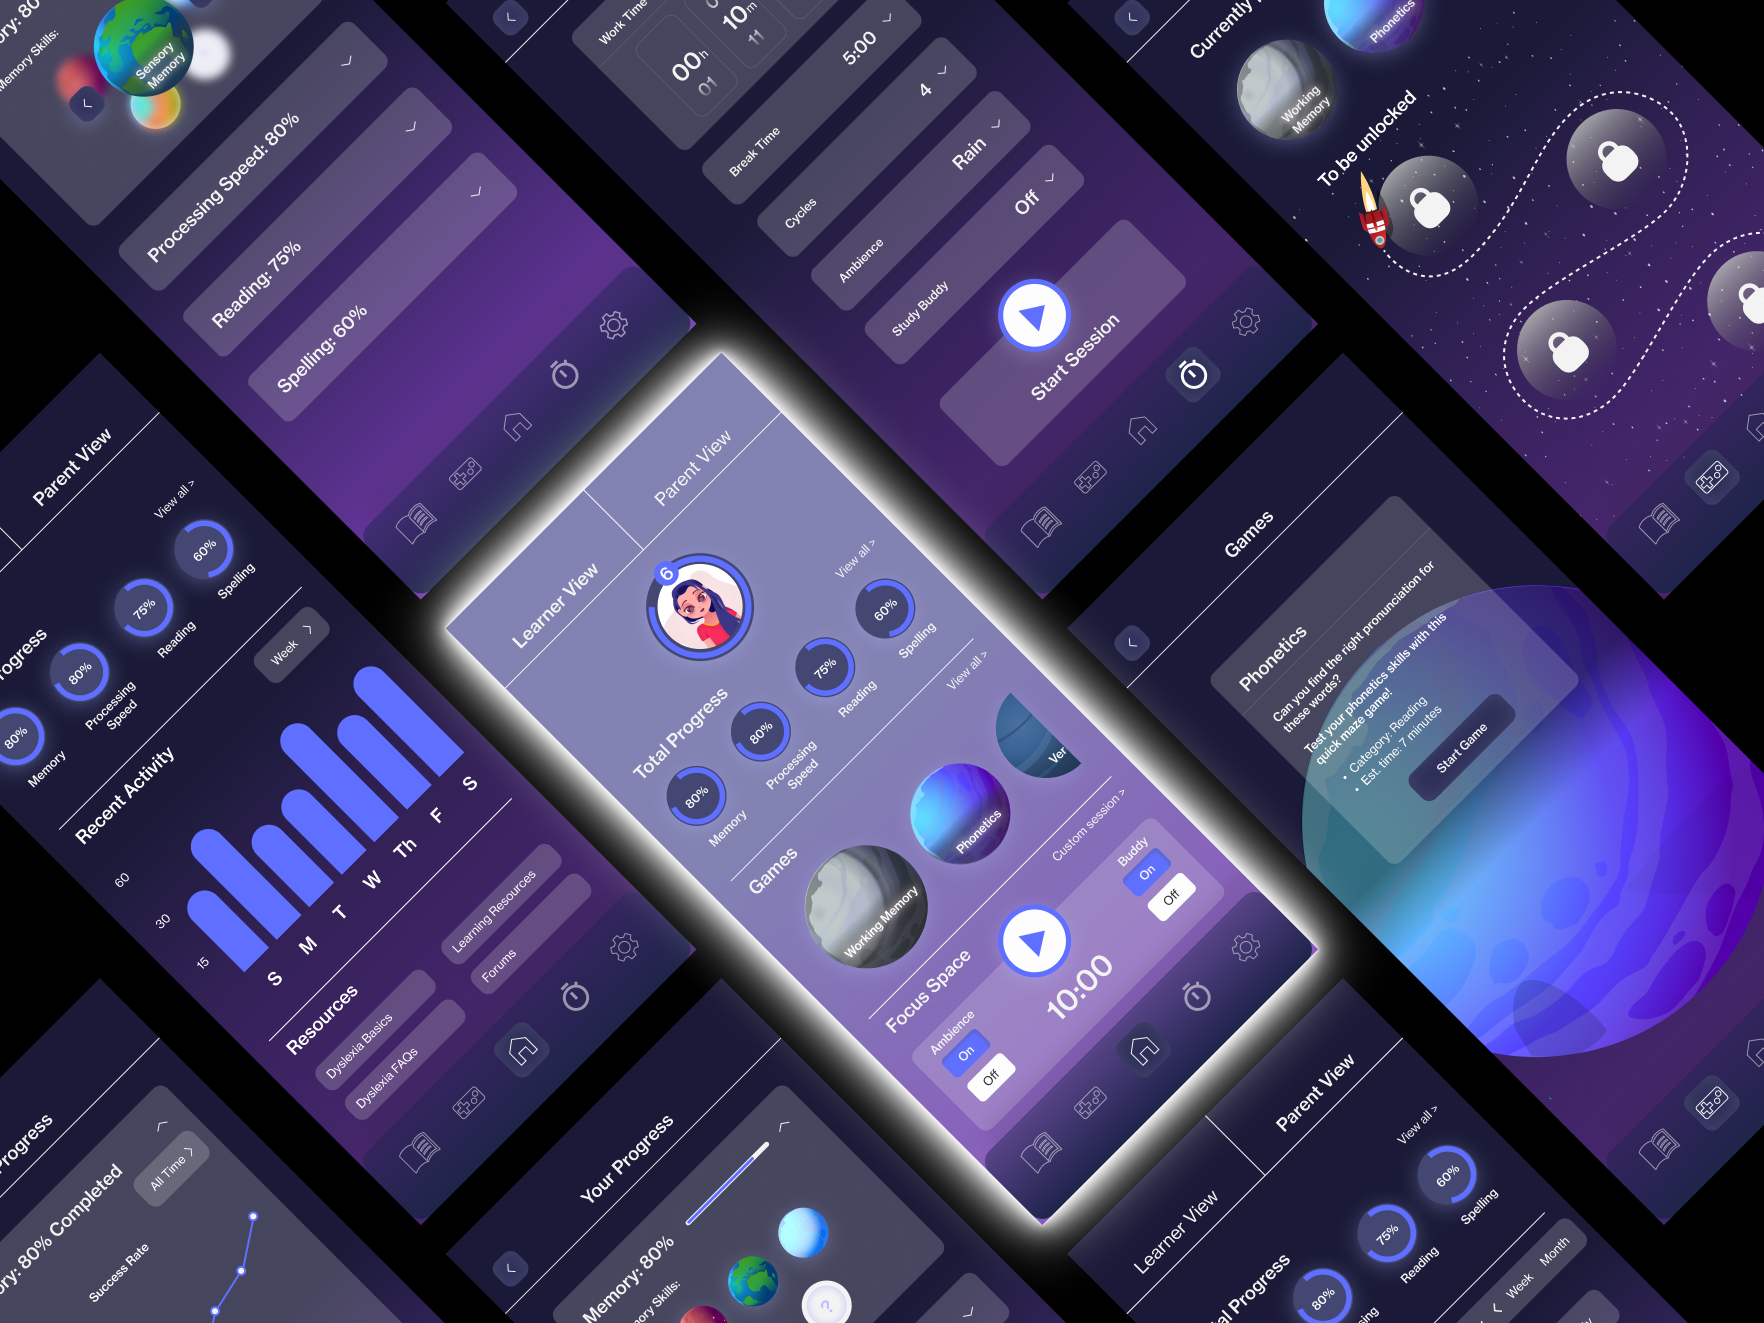 Memory Skills:
Sensory
Memory
Processing Speed: 80%
Reading: 75%
Spelling: 60%
Work Time
00h
01
10m
11
Break Time
5:00
Cycles
4
Ambience
Rain
Study Buddy
Off
Start Session
Currently
Working
Memory
Phonetics
To be unlocked
Parent View
View all >
80%
Memory
80%
Processing
Speed
75%
Reading
60%
Spelling
Recent Activity
Week
60
30
15
S
M
T
W
Th
F
S
Resources
Dyslexia Basics
Learning Resources
Dyslexia FAQs
Forums
Learner View
Parent View
6
Total Progress
View all >
80%
Memory
80%
Processing
Speed
75%
Reading
60%
Spelling
Games
View all >
Working Memory
Phonetics
Ver
Focus Space
Custom session >
Ambience
On
Off
10:00
Buddy
On
Off
Games
Phonetics
Can you find the right pronunciation for
these words?
Test your phonetics skills with this
quick maze game!
• Category: Reading
• Est. time: 7 minutes
Start Game
Progress
80% Completed
All Time
Success Rate
Your Progress
Memory: 80%
?
Learner View
Parent View
Progress
View all >
80%
75%
Reading
60%
Spelling
Week
Month